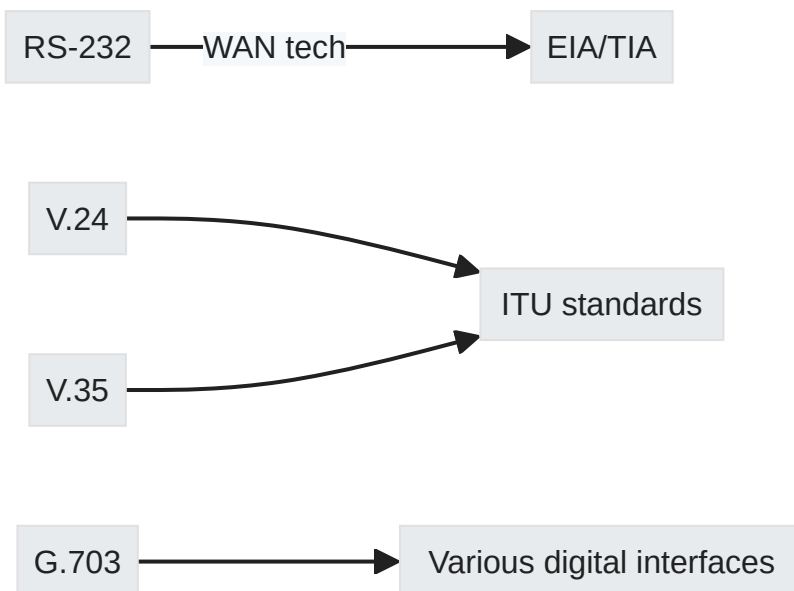 RS-232
WAN tech
EIA/TIA
V.24
ITU standards
V.35
G.703
Various digital interfaces